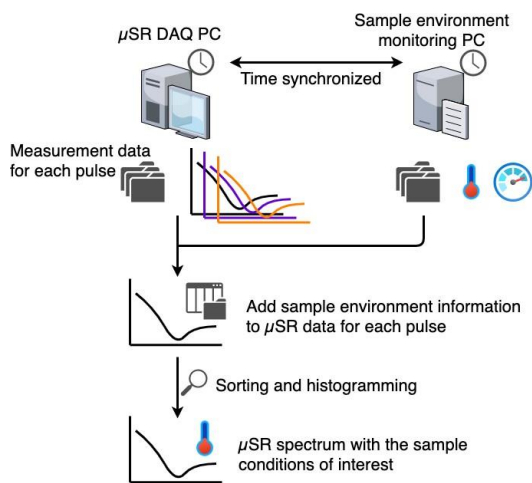 μSR DAQ PC
Sample environment
monitoring PC
Time synchronized
Measurement data
for each pulse
Add sample environment information
to μSR data for each pulse
Sorting and histogramming
μSR spectrum with the sample
conditions of interest